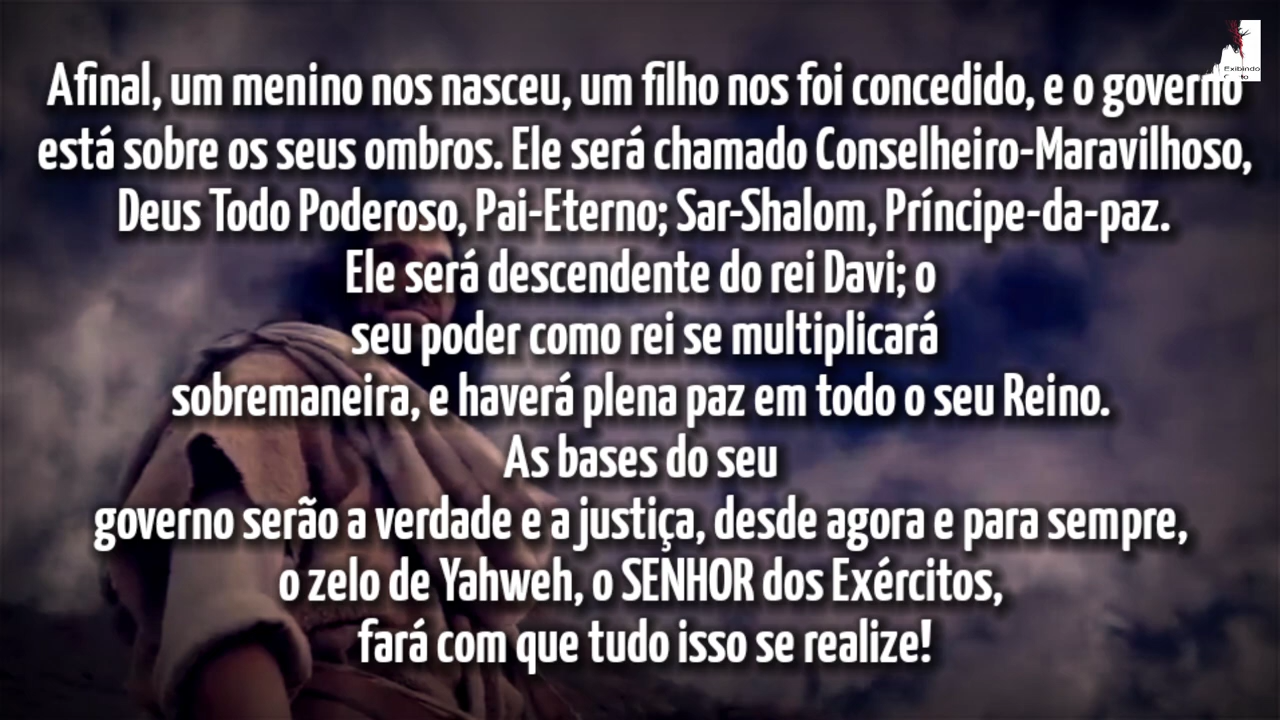 Afinal, um menino nos nasceu, um filho nos foi concedido, e o governo
está sobre os seus ombros. Ele será chamado Conselheiro-Maravilhoso,
Deus Todo Poderoso, Pai-Eterno; Sar-Shalom, Príncipe-da-paz.
Ele será descendente do rei Davi; o
seu poder como rei se multiplicará
sobremaneira, e haverá plena paz em todo o seu Reino.
As bases do seu
governo serão a verdade e a justiça, desde agora e para sempre,
o zelo de Yahweh, o SENHOR dos Exércitos,
fará com que tudo isso se realize!
Exibindo